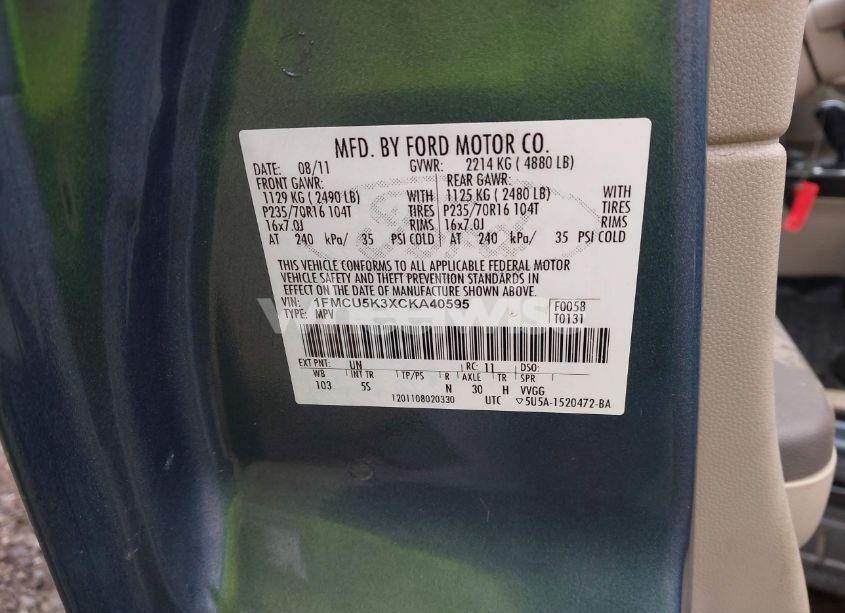 MFD. BY FORD MOTOR CO.
DATE: 08/11 GVWR: 2214 KG ( 4880 LB)
FRONT GAWR: REAR GAWR:
1129 KG ( 2490 LB) WITH 1125 KG ( 2480 LB) WITH
P235/70R16 104T TIRES P235/70R16 104T TIRES
16x7.0J RIMS 16x7.0J RIMS
AT 240 kPa/ 35 PSI COLD AT 240 kPa/ 35 PSI COLD
THIS VEHICLE CONFORMS TO ALL APPLICABLE FEDERAL MOTOR
VEHICLE SAFETY AND THEFT PREVENTION STANDARDS IN
EFFECT ON THE DATE OF MANUFACTURE SHOWN ABOVE.
VIN: 1FMCU5K3XCKA40595 F0058
TYPE: MPV T0131
EXT PNT: UN RC: 11 DSO:
WB INT TR TP/PS R AXLE TR SPR
103 5S N 30 H VVGG
1201108020330 UTC ▽5U5A-1520472-BA